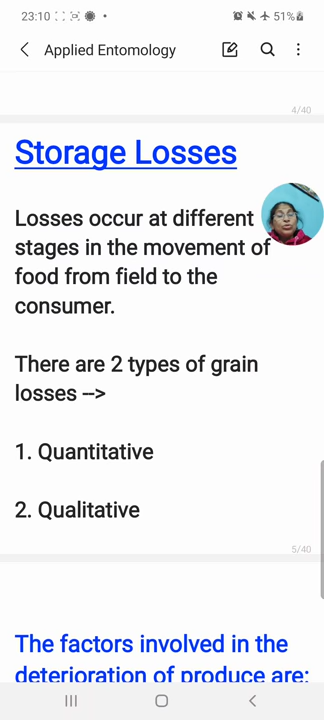 23:10
51%
Applied Entomology
4/40
Storage Losses
Losses occur at different
stages in the movement of
food from field to the
consumer.
There are 2 types of grain
losses -->
1. Quantitative
2. Qualitative
5/40
The factors involved in the
deterioration of produce are: